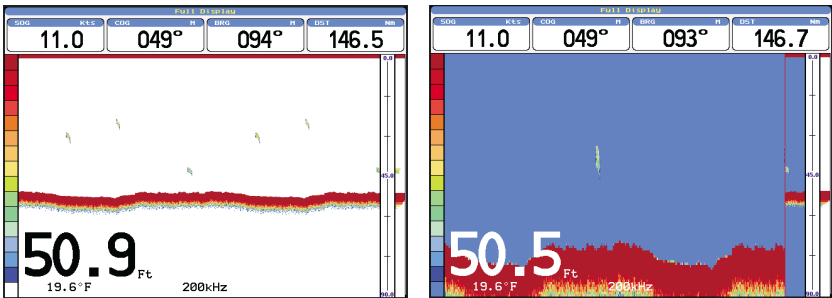 Full Display
SOG Kts COG M BRG M DST Nm
11.0 049° 094° 146.5
0.0
45.0
50.9 Ft
19.6°F 200kHz
90.0
Full Display
SOG Kts COG M BRG M DST Nm
11.0 049° 093° 146.7
0.0
45.0
50.5 Ft
19.6°F 200kHz
90.0